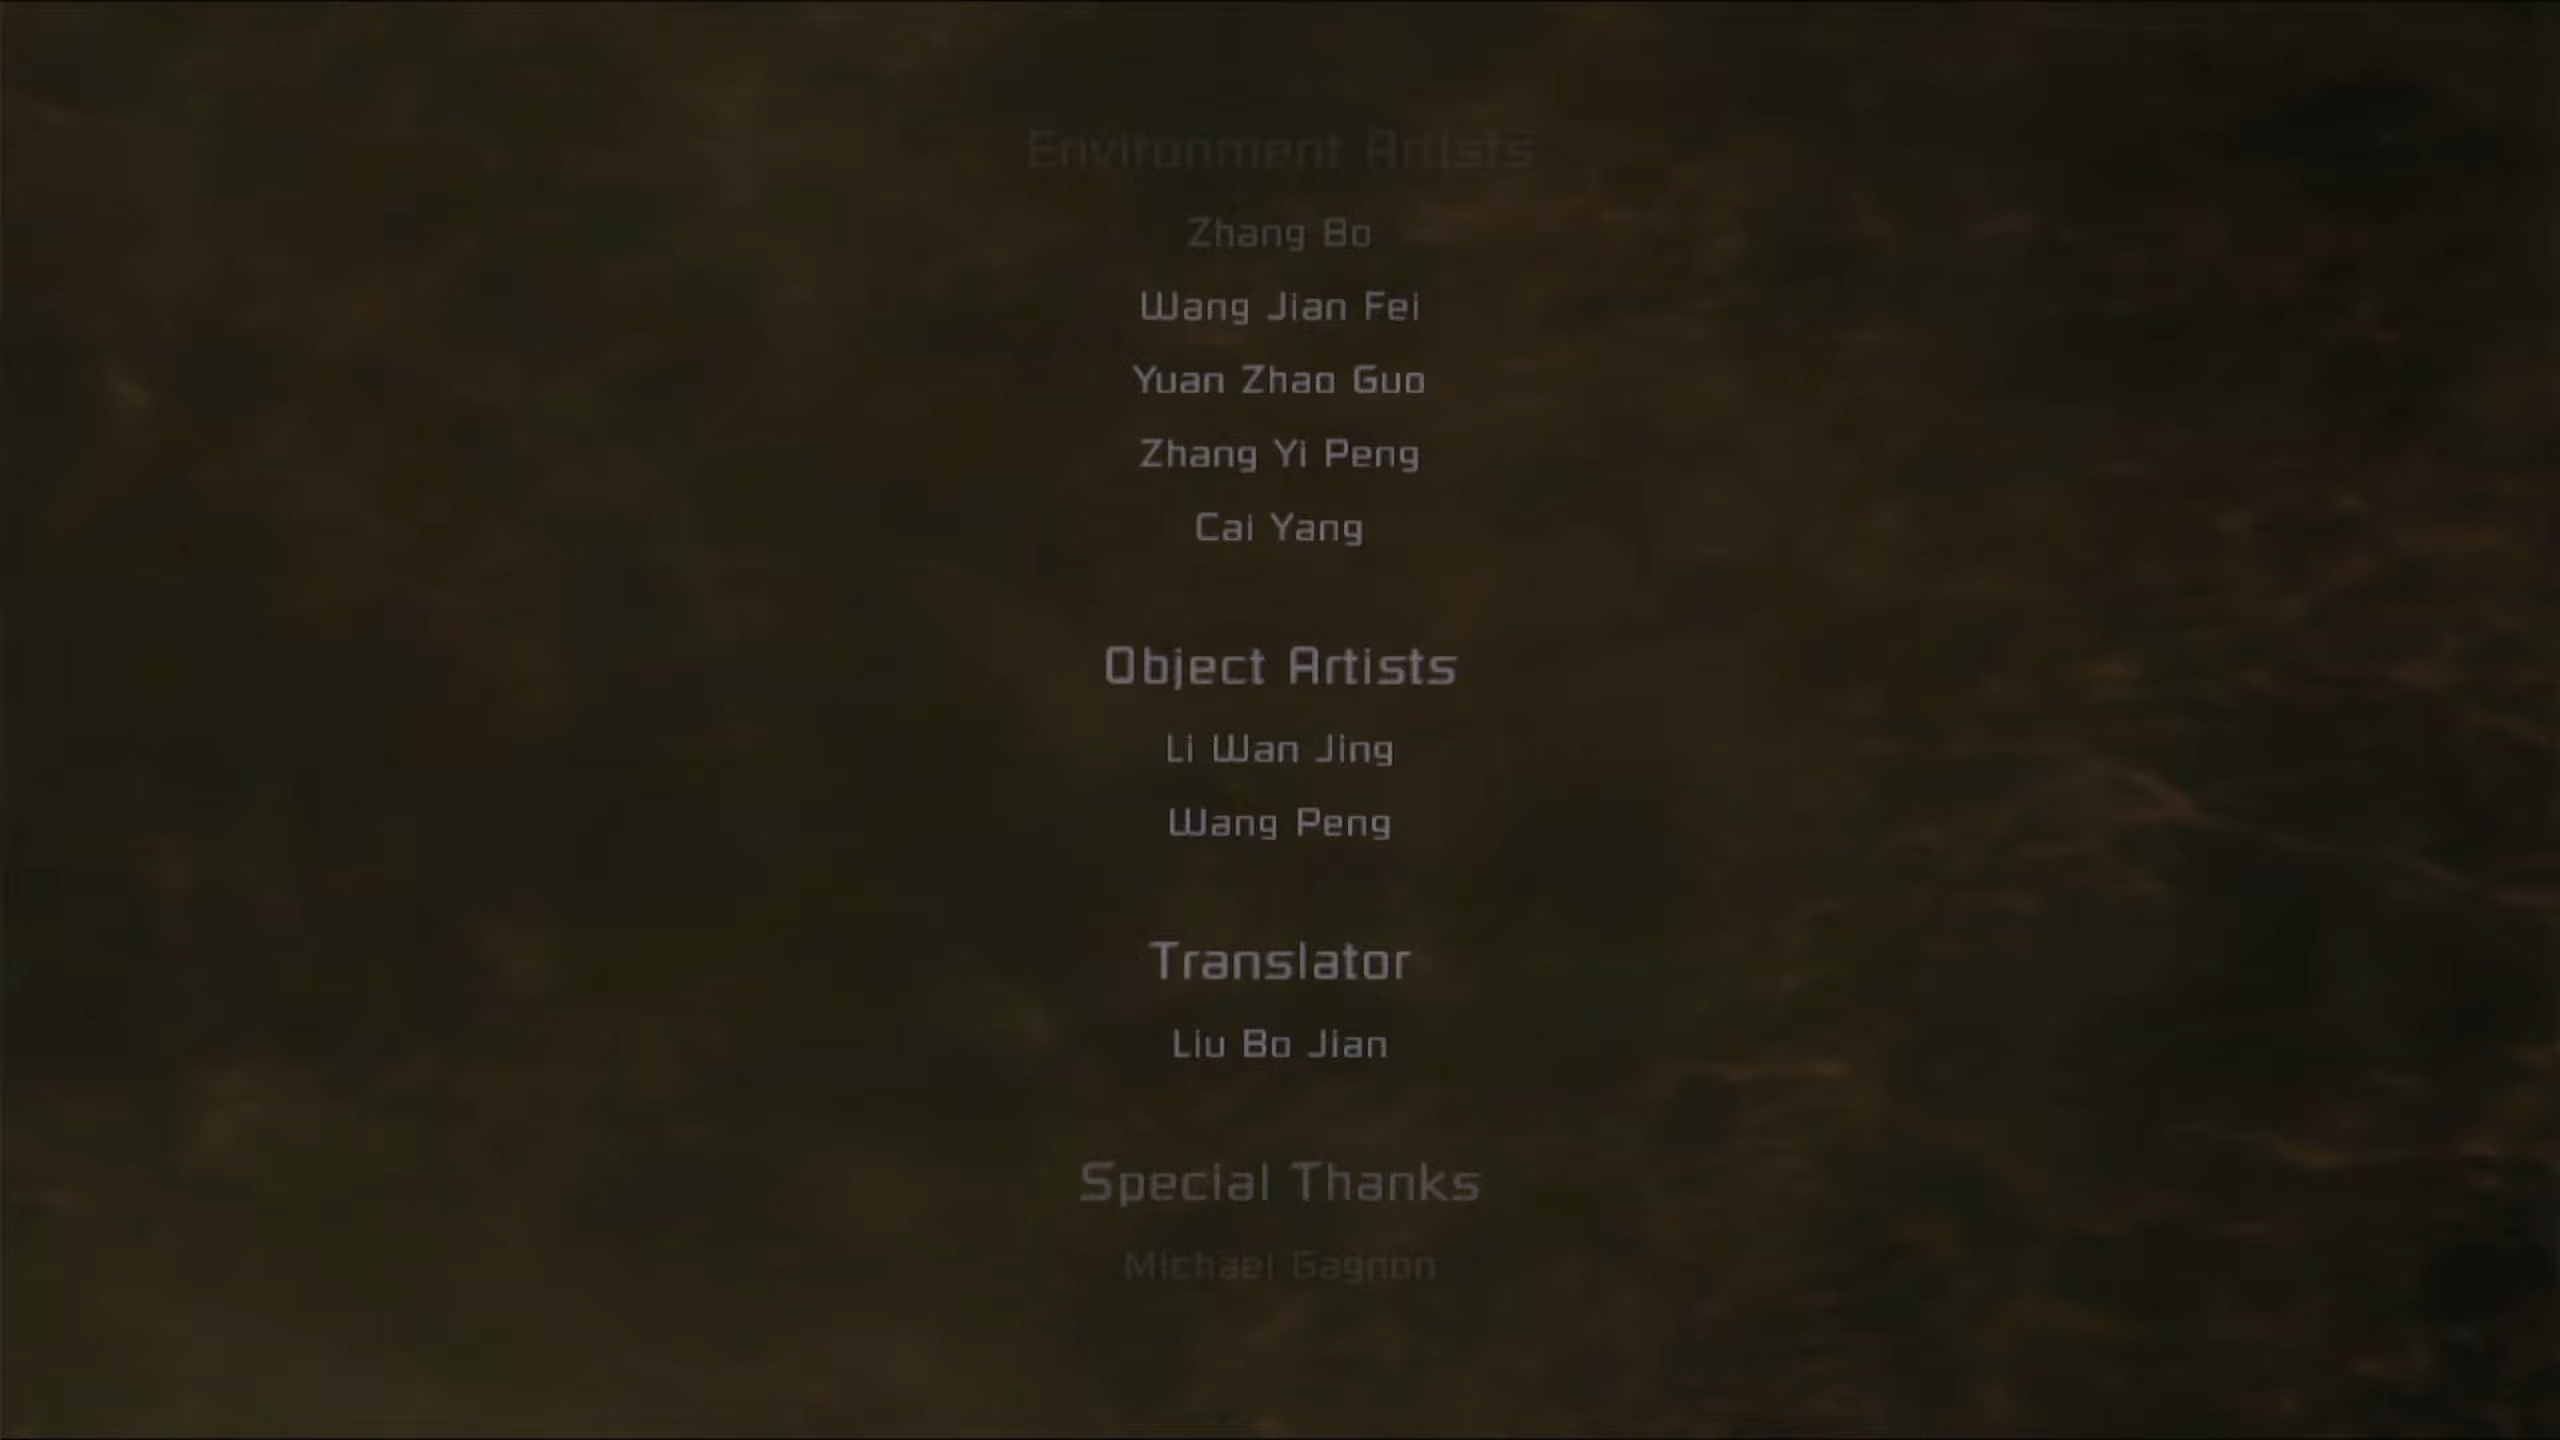 Environment Artists
Zhang Bo
Wang Jian Fei
Yuan Zhao Guo
Zhang Yi Peng
Cai Yang
Object Artists
Li Wan Jing
Wang Peng
Translator
Liu Bo Jian
Special Thanks
Michael Gagnon